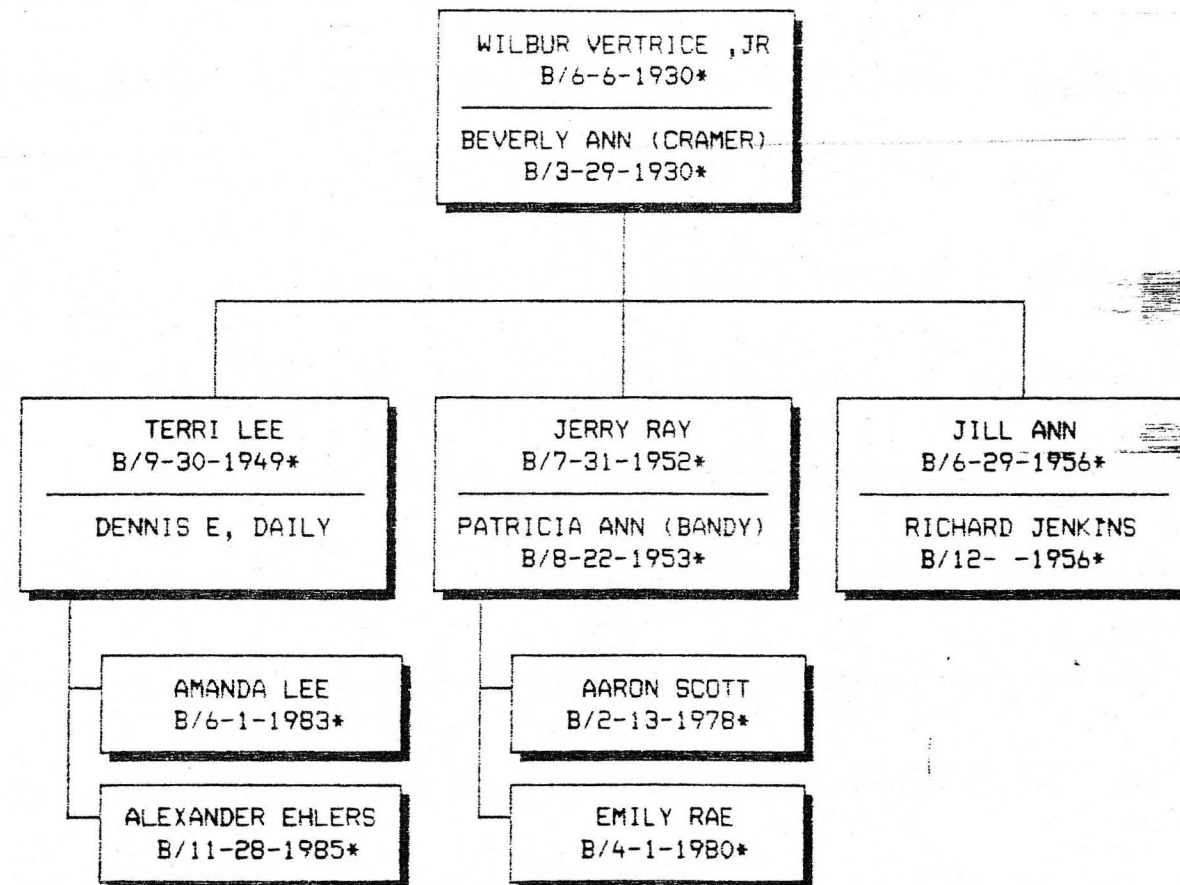 WILBUR VERTRICE ,JR
B/6-6-1930*
BEVERLY ANN (CRAMER)
B/3-29-1930*
TERRI LEE
B/9-30-1949*
DENNIS E, DAILY
JERRY RAY
B/7-31-1952*
PATRICIA ANN (BANDY)
B/8-22-1953*
JILL ANN
B/6-29-1956*
RICHARD JENKINS
B/12- -1956*
AMANDA LEE
B/6-1-1983*
ALEXANDER EHLERS
B/11-28-1985*
AARON SCOTT
B/2-13-1978*
EMILY RAE
B/4-1-1980*